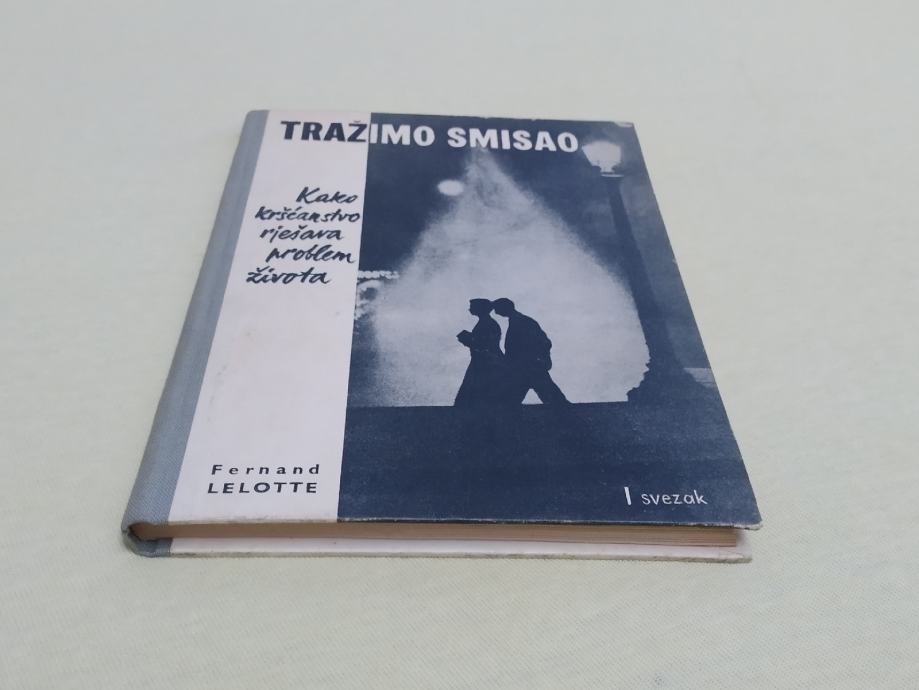 TRAŽIMO SMISAO
Kako
kršćanstvo
rješava
problem
života
Fernand
LELOTTE
I svezak